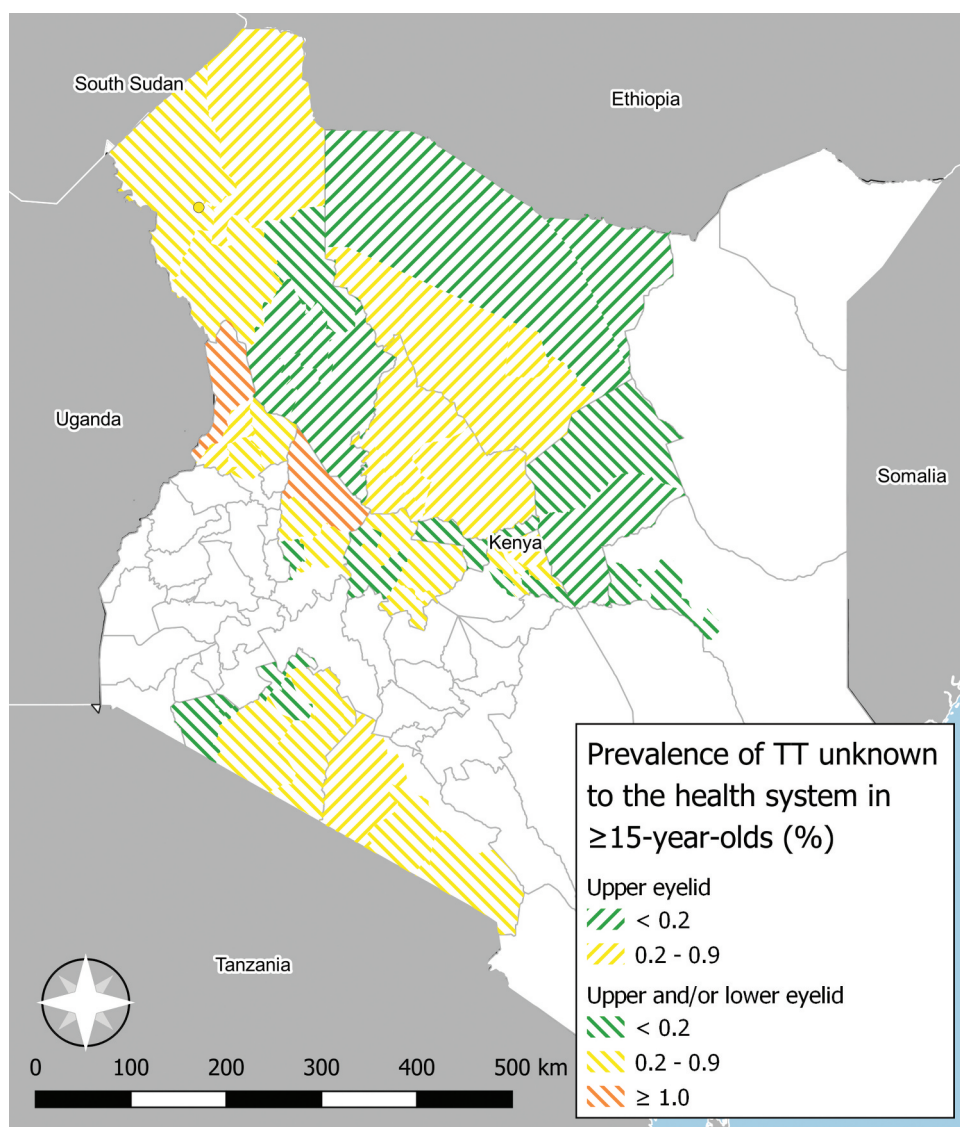 South Sudan
Ethiopia
Uganda
Somalia
Kenya
Tanzania
Prevalence of TT unknown
to the health system in
≥15-year-olds (%)
Upper eyelid
< 0.2
0.2 - 0.9
Upper and/or lower eyelid
< 0.2
0.2 - 0.9
≥ 1.0
0 100 200 300 400 500 km